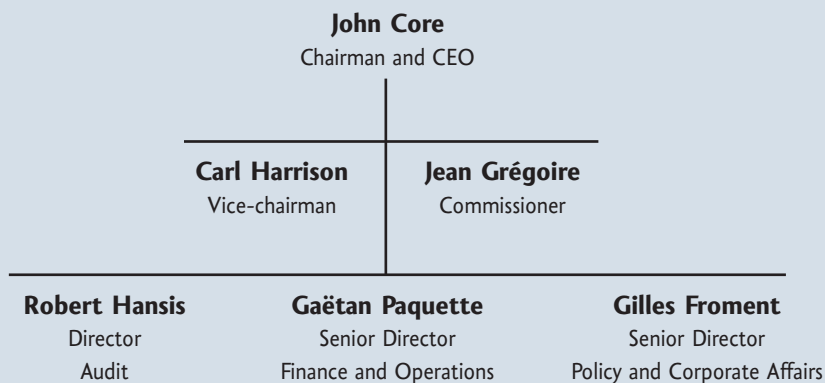 John Core
Chairman and CEO
Carl Harrison
Vice-chairman
Jean Grégoire
Commissioner
Robert Hansis
Director
Audit
Gaëtan Paquette
Senior Director
Finance and Operations
Gilles Froment
Senior Director
Policy and Corporate Affairs